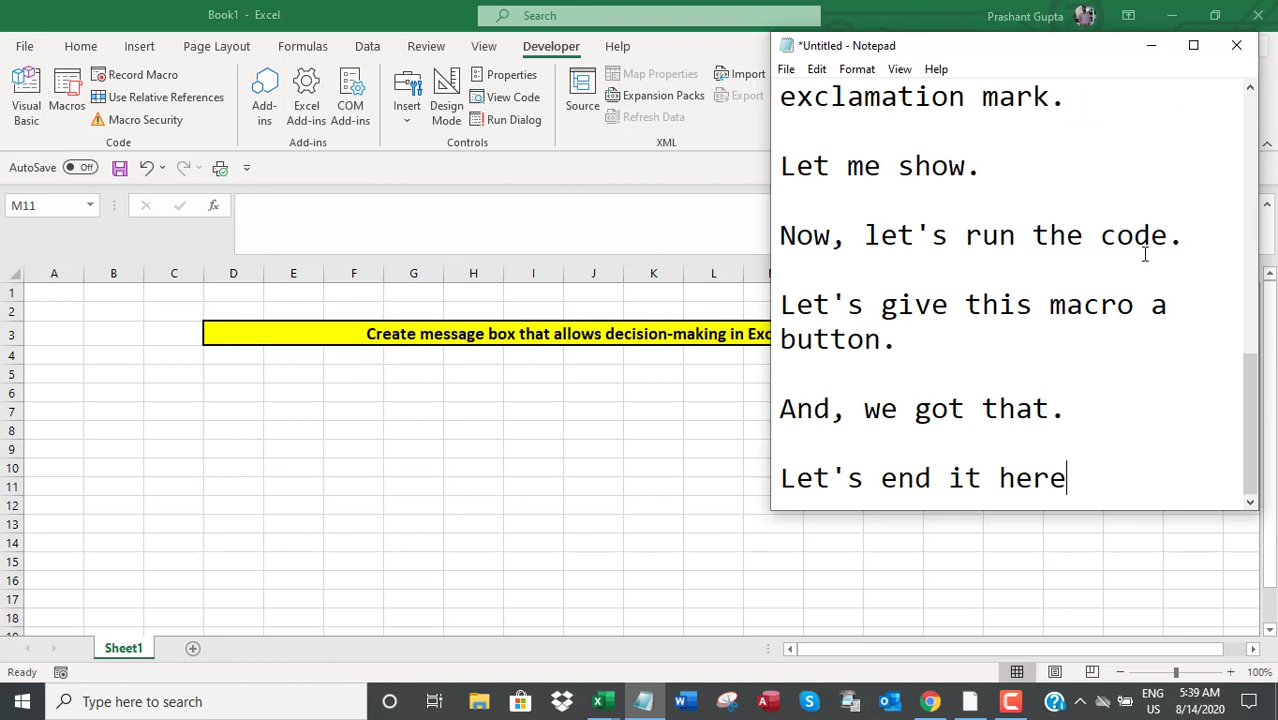 Book1 - Excel
Search
Prashant Gupta
File Home Insert Page Layout Formulas Data Review View Developer Help
Visual Basic
Macros
Record Macro
Use Relative References
Macro Security
Code
Add-ins
Excel Add-ins
COM Add-ins
Add-ins
Insert
Design Mode
Properties
View Code
Run Dialog
Controls
Source
Map Properties
Expansion Packs
Refresh Data
Import
Export
XML
AutoSave Off
M11
fx
A B C D E F G H I J K L
1
2
3
4
5
6
7
8
9
10
11
12
13
14
15
16
17
18
Create message box that allows decision-making in Exc
*Untitled - Notepad
File Edit Format View Help
exclamation mark.
Let me show.
Now, let's run the code.
Let's give this macro a
button.
And, we got that.
Let's end it here
Sheet1
Ready
100%
Type here to search
ENG
US
5:39 AM
8/14/2020